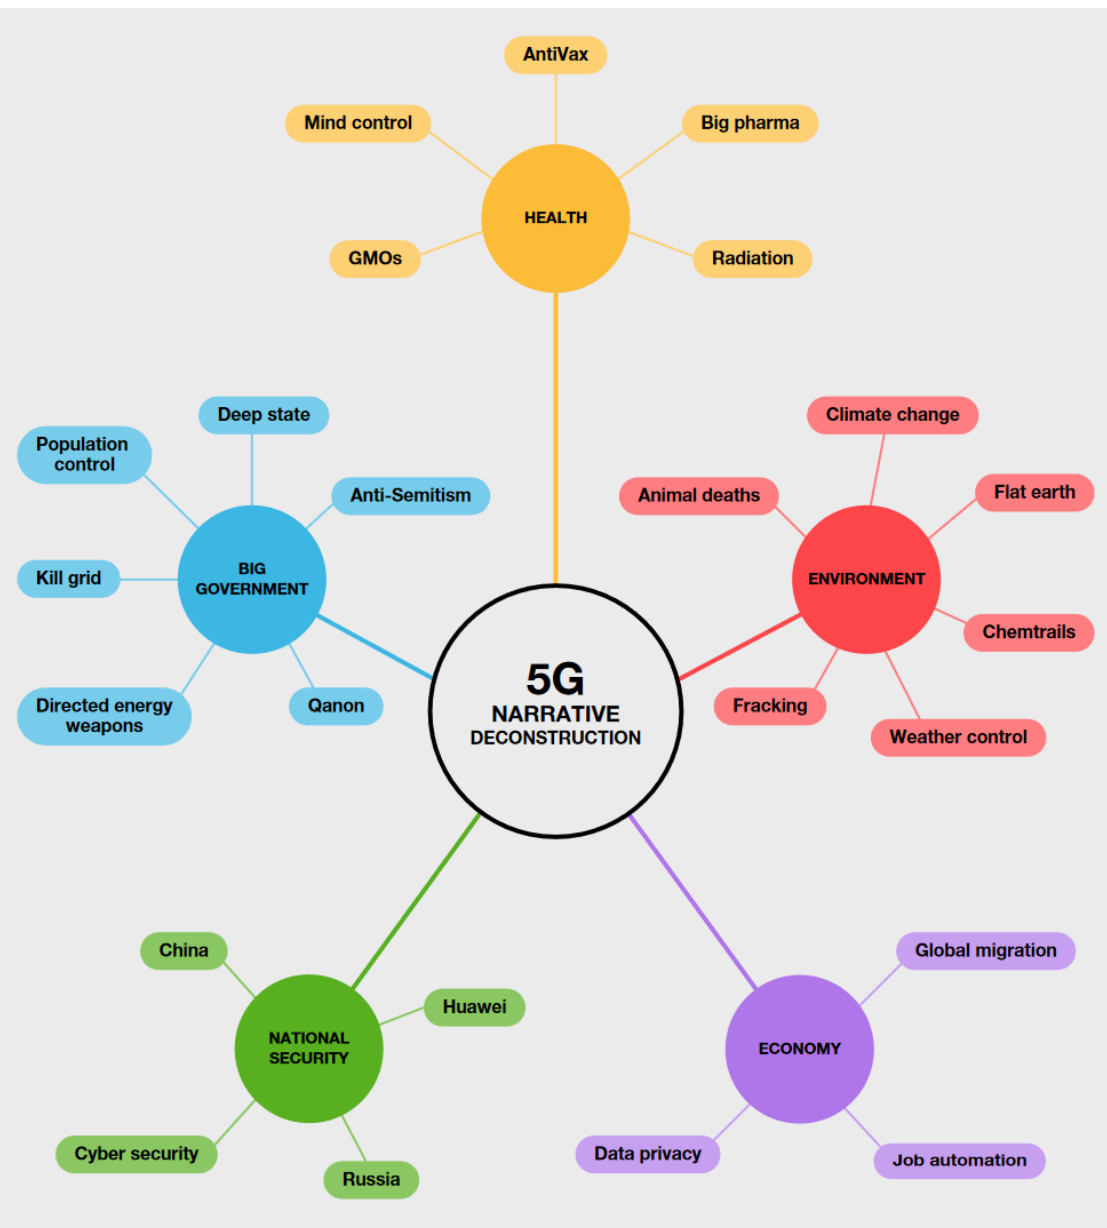 AntiVax
Mind control
Big pharma
HEALTH
GMOs
Radiation
Deep state
Population
control
Anti-Semitism
Kill grid
BIG
GOVERNMENT
Directed energy
weapons
Qanon
Climate change
Animal deaths
Flat earth
ENVIRONMENT
Chemtrails
Fracking
Weather control
5G
NARRATIVE
DECONSTRUCTION
China
Huawei
NATIONAL
SECURITY
Cyber security
Russia
Global migration
ECONOMY
Data privacy
Job automation